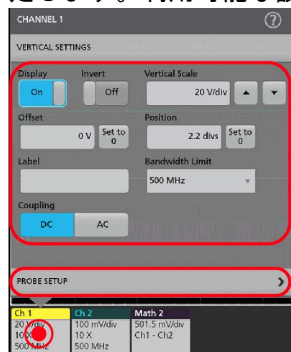 CHANNEL 1
?
VERTICAL SETTINGS
Display Invert Vertical Scale
On Off 20 V/div
Offset Position
0 V Set to 0 2.2 divs Set to 0
Label Bandwidth Limit
500 MHz
Coupling
DC AC
PROBE SETUP
Ch 1 Ch 2 Math 2
20 V/div 100 mV/div 501.5 mV/div
10 X 10 X Ch1 - Ch2
500 MHz 500 MHz